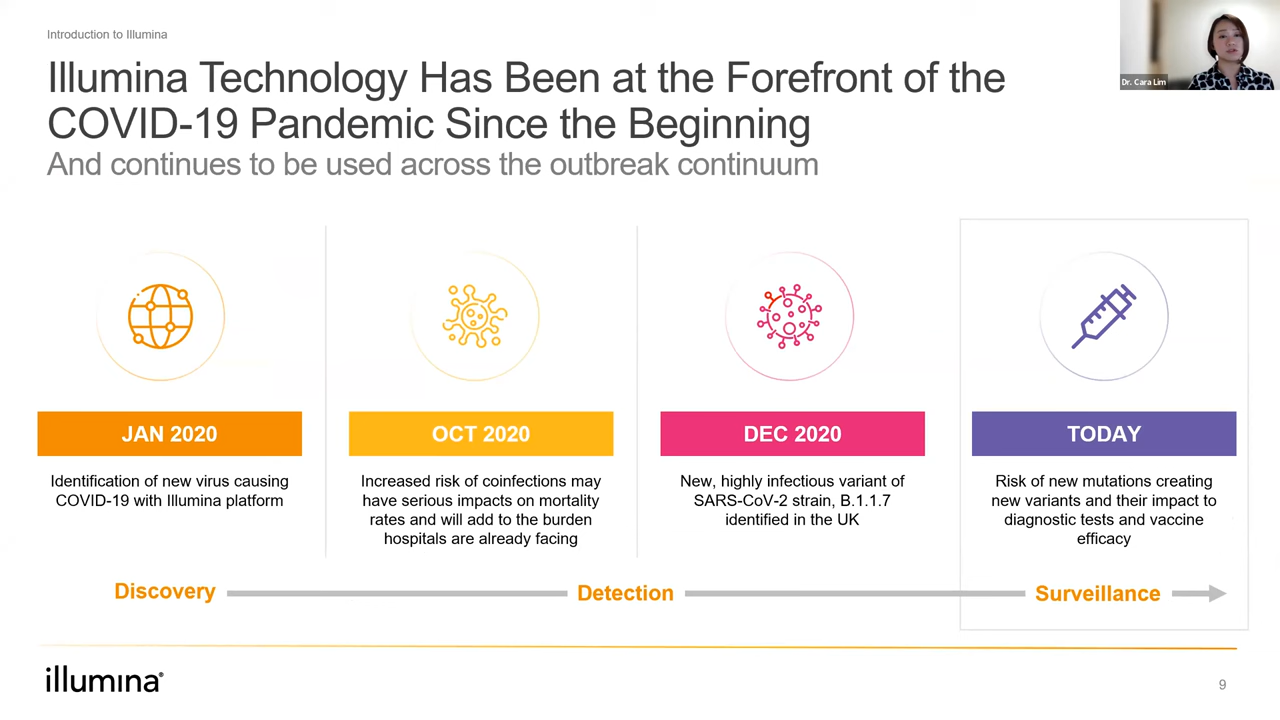 Introduction to Illumina
Illumina Technology Has Been at the Forefront of the
COVID-19 Pandemic Since the Beginning
And continues to be used across the outbreak continuum
Dr. Cara Lim
JAN 2020
Identification of new virus causing
COVID-19 with Illumina platform
OCT 2020
Increased risk of coinfections may
have serious impacts on mortality
rates and will add to the burden
hospitals are already facing
DEC 2020
New, highly infectious variant of
SARS-CoV-2 strain, B.1.1.7
identified in the UK
TODAY
Risk of new mutations creating
new variants and their impact to
diagnostic tests and vaccine
efficacy
Discovery
Detection
Surveillance
illumına®
9